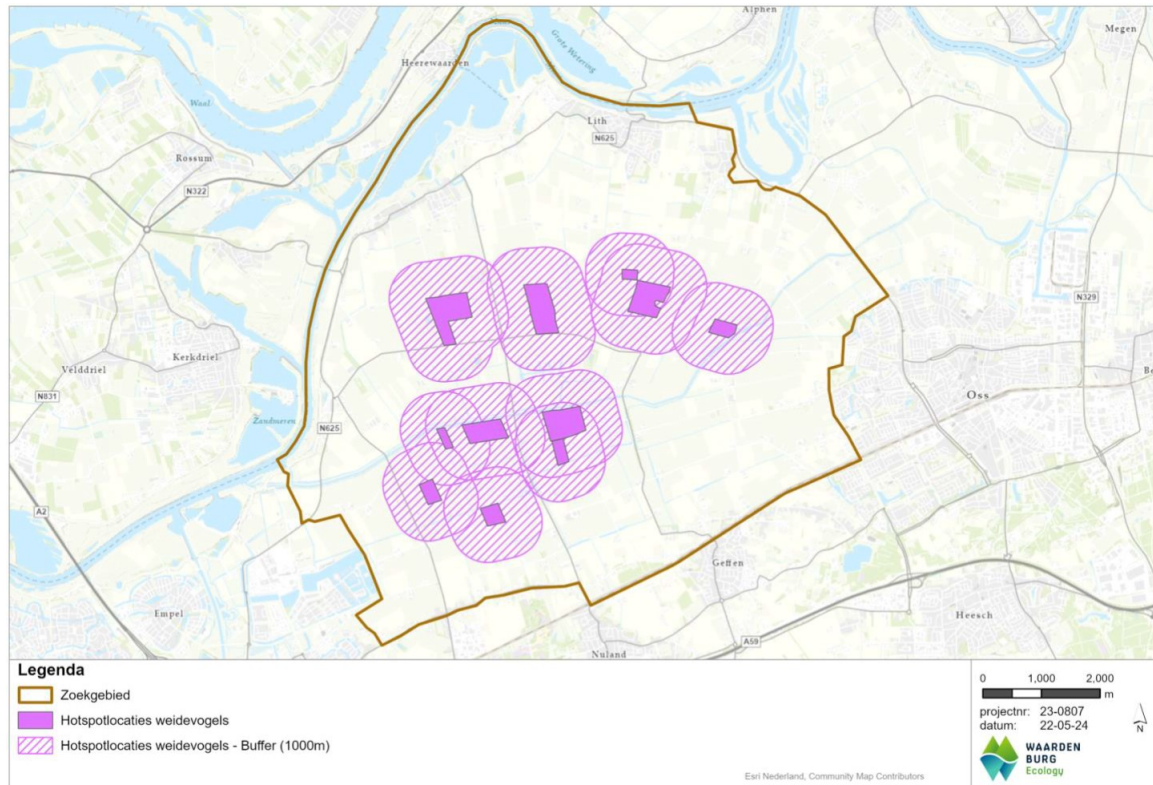 Alphen
Megen
Grote Wetering
Heerewaarden
Waal
Lith
N625
Rossum
N322
N329
Kerkdriel
Velddriel
N831
Zandmeren
N625
Oss
Be
A2
Geffen
Empel
Heesch
A59
Nuland
Legenda
Zoekgebied
Hotspotlocaties weidevogels
Hotspotlocaties weidevogels - Buffer (1000m)
0 1,000 2,000
m
projectnr: 23-0807
datum: 22-05-24
N
WAARDEN
BURG
Ecology
Esri Nederland, Community Map Contributors